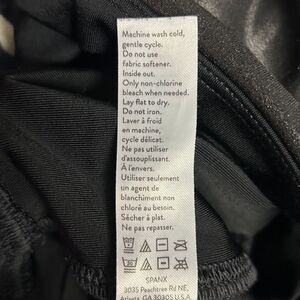 Machine wash cold,
gentle cycle.
Do not use
fabric softener.
Inside out.
Only non-chlorine
bleach when needed.
Lay flat to dry.
Do not iron.
Laver à froid
en machine,
cycle délicat.
Ne pas utiliser
d'assouplissant.
À l'envers.
Utiliser seulement
un agent de
blanchiment non
chloré au besoin.
Sécher à plat.
Ne pas repasser.
SPANX
3035 Peachtree Rd NE,
Atlanta, GA 30305 U.S.A.